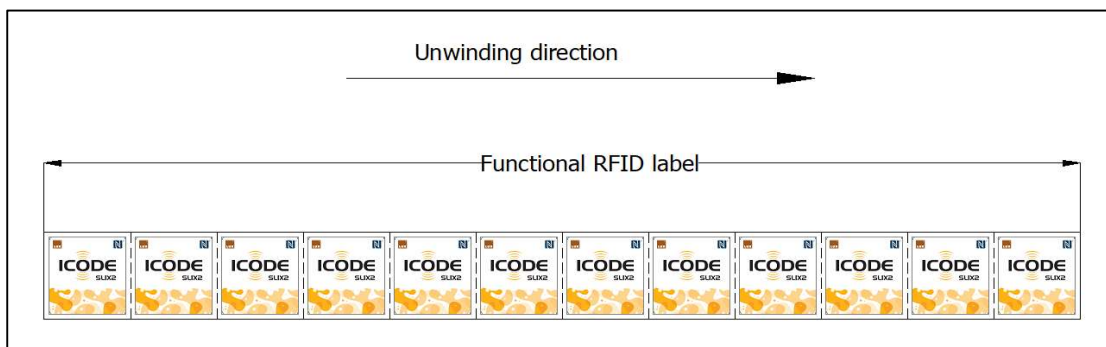 Unwinding direction
Functional RFID label
ICODE ICODE ICODE ICODE ICODE ICODE ICODE ICODE ICODE ICODE ICODE ICODE
SLIX2 SLIX2 SLIX2 SLIX2 SLIX2 SLIX2 SLIX2 SLIX2 SLIX2 SLIX2 SLIX2 SLIX2